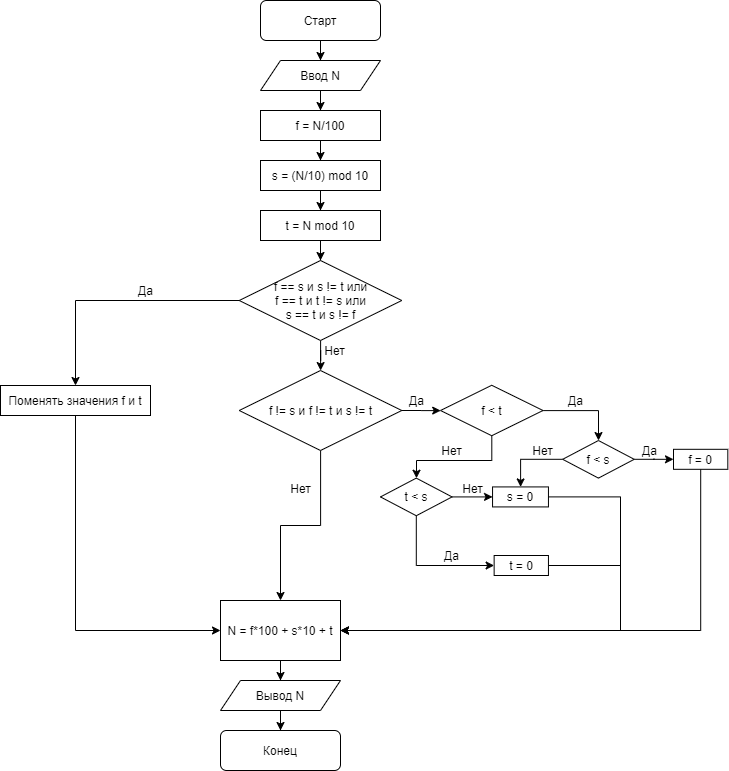 Старт
Ввод N
f = N/100
s = (N/10) mod 10
t = N mod 10
f == s и s != t или
f == t и t != s или
s == t и s != f
Да
Нет
Поменять значения f и t
f != s и f != t и s != t
Да
f < t
Да
Нет
f < s
Нет
Да
f = 0
t < s
Нет
s = 0
Нет
Да
t = 0
N = f*100 + s*10 + t
Вывод N
Конец